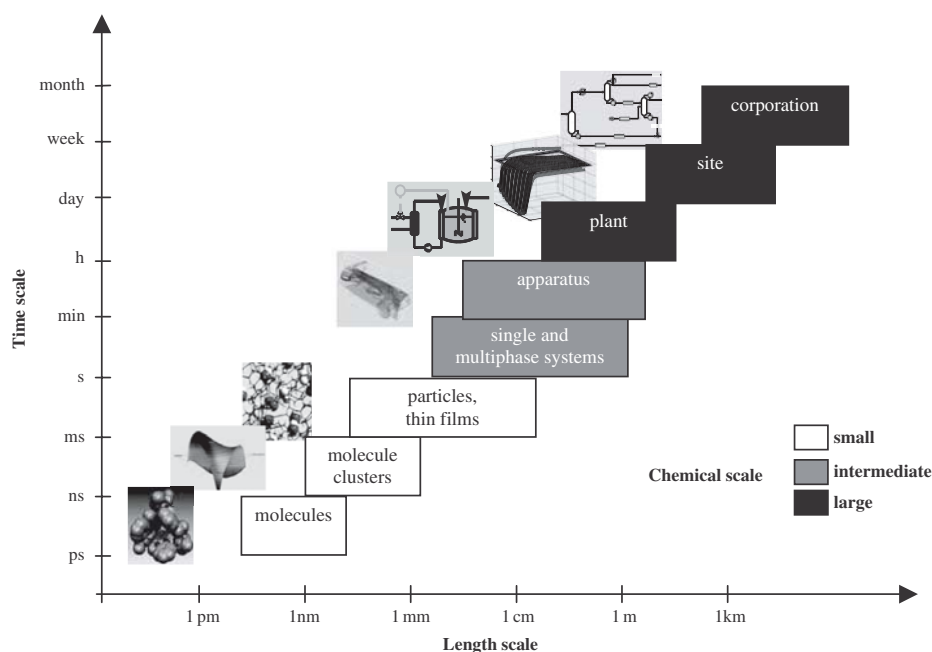 month
week
day
h
min
s
ms
ns
ps
Time scale
corporation
site
plant
apparatus
single and
multiphase systems
particles,
thin films
molecule
clusters
molecules
Chemical scale
small
intermediate
large
1 pm
1nm
1 mm
1 cm
1 m
1km
Length scale